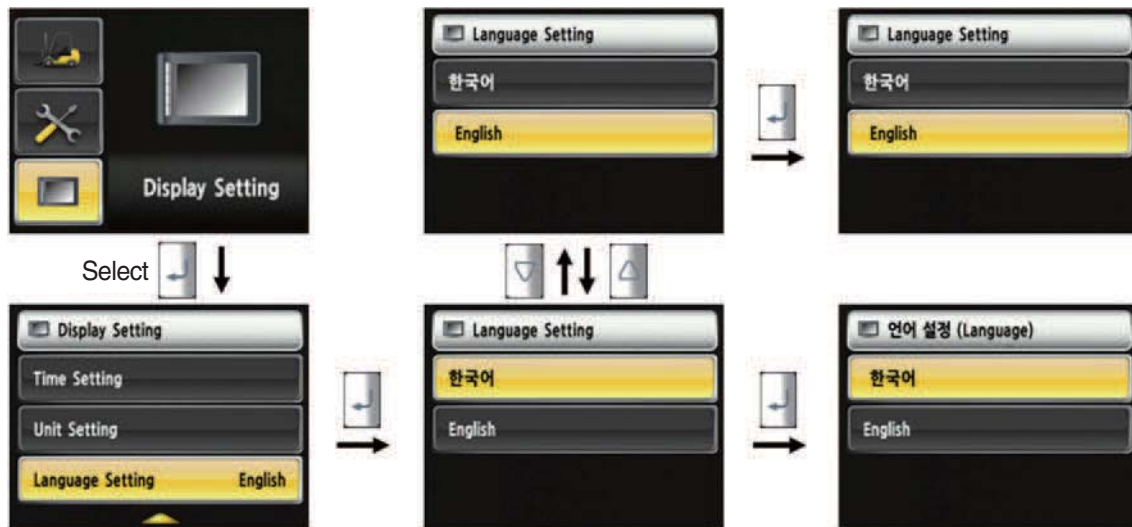 Display Setting
Select
Display Setting
Time Setting
Unit Setting
Language Setting English
Language Setting
한국어
English
Language Setting
한국어
English
Language Setting
한국어
English
언어 설정 (Language)
한국어
English